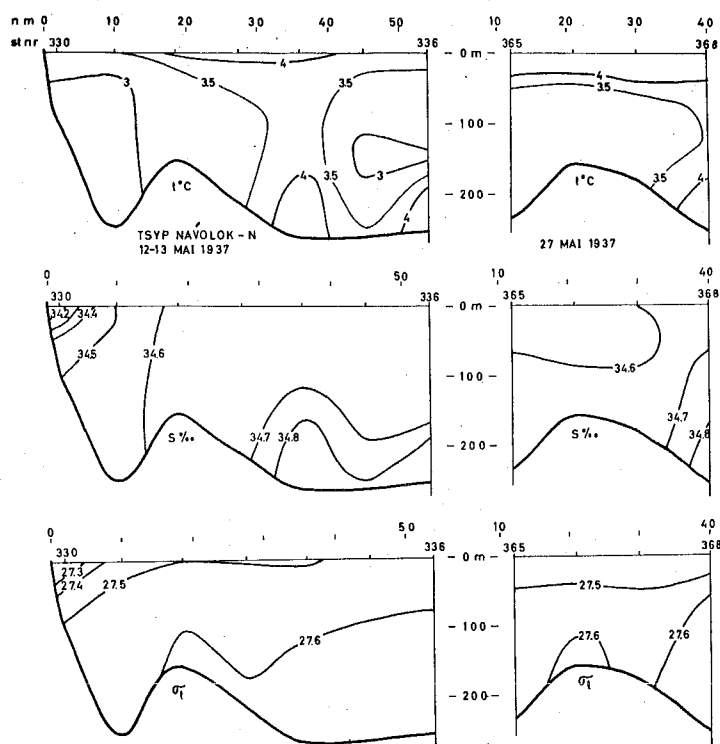 nm 0 10 20 30 40 50 10 20 30 40
st nr 330 336 365 368
- 0 m -
4
3 3.5 3.5
4
3.5
- 100 -
3
4 3.5
3.5 4
t°C t°C
- 200 -
4
TSYP NAVOLOK - N
12-13 MAI 1937
27 MAI 1937
0 50 10 20 30 40
330 336 365 368
34.2 34.4
- 0 m -
34.5 34.6
34.6
- 100 -
34.7 34.8
34.7
34.8
S‰ S‰
- 200 -
0 50 10 40
330 336 365 368
- 0 m -
27.3
27.4 27.5
27.5
- 100 -
27.6
27.6 27.6
σt σt
- 200 -